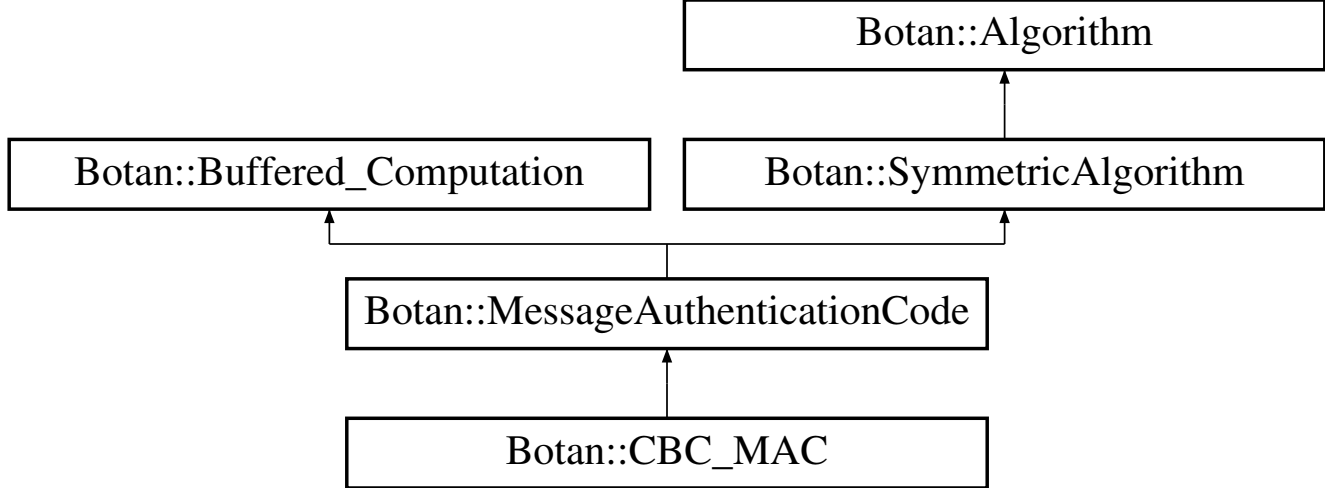 Botan::Algorithm
Botan::Buffered_Computation
Botan::SymmetricAlgorithm
Botan::MessageAuthenticationCode
Botan::CBC_MAC